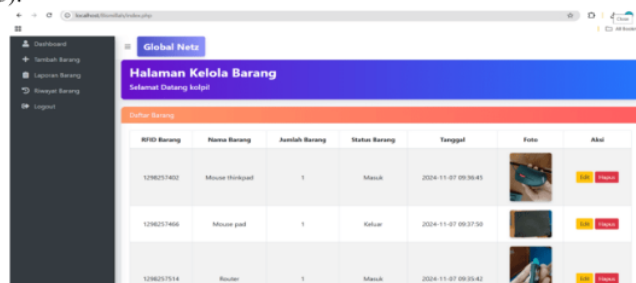 localhost/
Close
Dashboard
Global Netz
Tambah Barang
Laporan Barang
Riwayat Barang
Logout
Halaman Kelola Barang
Selamat Datang kolpi!
Daftar Barang
RFID Barang Nama Barang Jumlah Barang Status Barang Tanggal Foto Aksi
1298257402 Mouse thinkpad 1 Masuk 2024-11-07 09:36:45 Edit Hapus
1298257466 Mouse pad 1 Keluar 2024-11-07 09:37:50 Edit Hapus
1298257514 Router 1 Masuk 2024-11-07 09:35:42 Edit Hapus